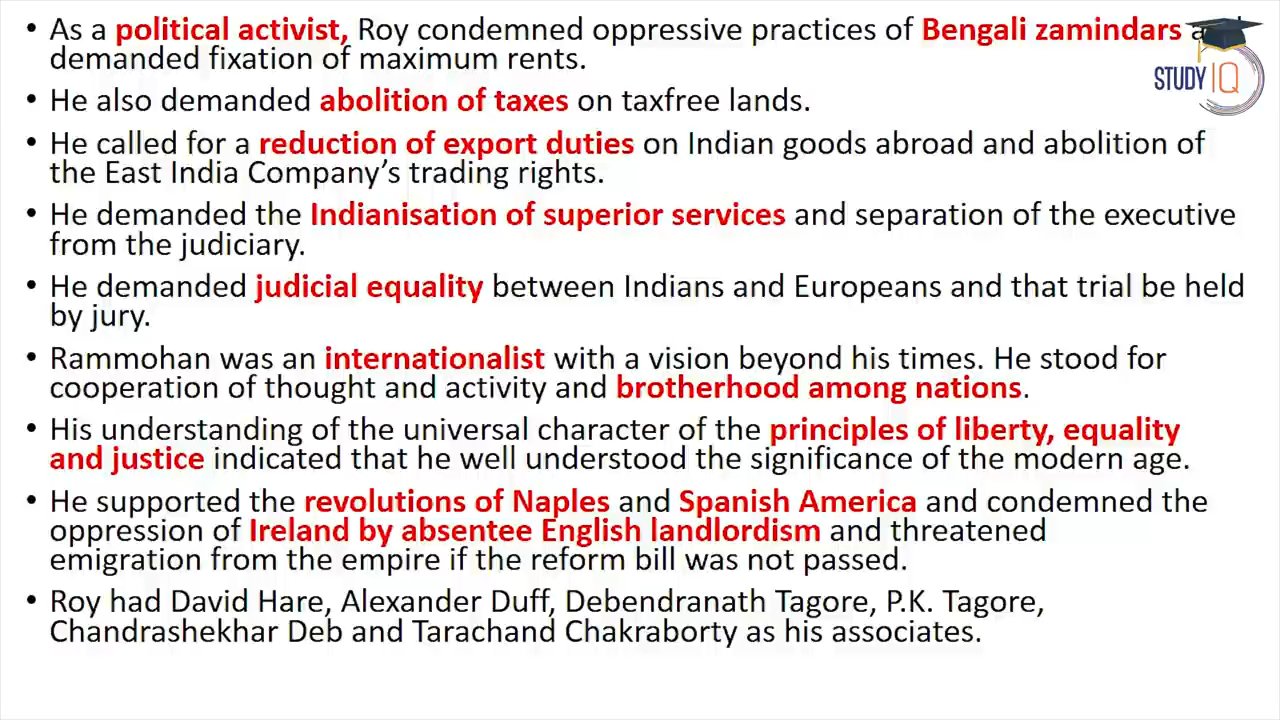 • As a political activist, Roy condemned oppressive practices of Bengali zamindars a
demanded fixation of maximum rents.
• He also demanded abolition of taxes on taxfree lands.
• He called for a reduction of export duties on Indian goods abroad and abolition of
the East India Company's trading rights.
• He demanded the Indianisation of superior services and separation of the executive
from the judiciary.
• He demanded judicial equality between Indians and Europeans and that trial be held
by jury.
• Rammohan was an internationalist with a vision beyond his times. He stood for
cooperation of thought and activity and brotherhood among nations.
• His understanding of the universal character of the principles of liberty, equality
and justice indicated that he well understood the significance of the modern age.
• He supported the revolutions of Naples and Spanish America and condemned the
oppression of Ireland by absentee English landlordism and threatened
emigration from the empire if the reform bill was not passed.
• Roy had David Hare, Alexander Duff, Debendranath Tagore, P.K. Tagore,
Chandrashekhar Deb and Tarachand Chakraborty as his associates.
STUDY IQ